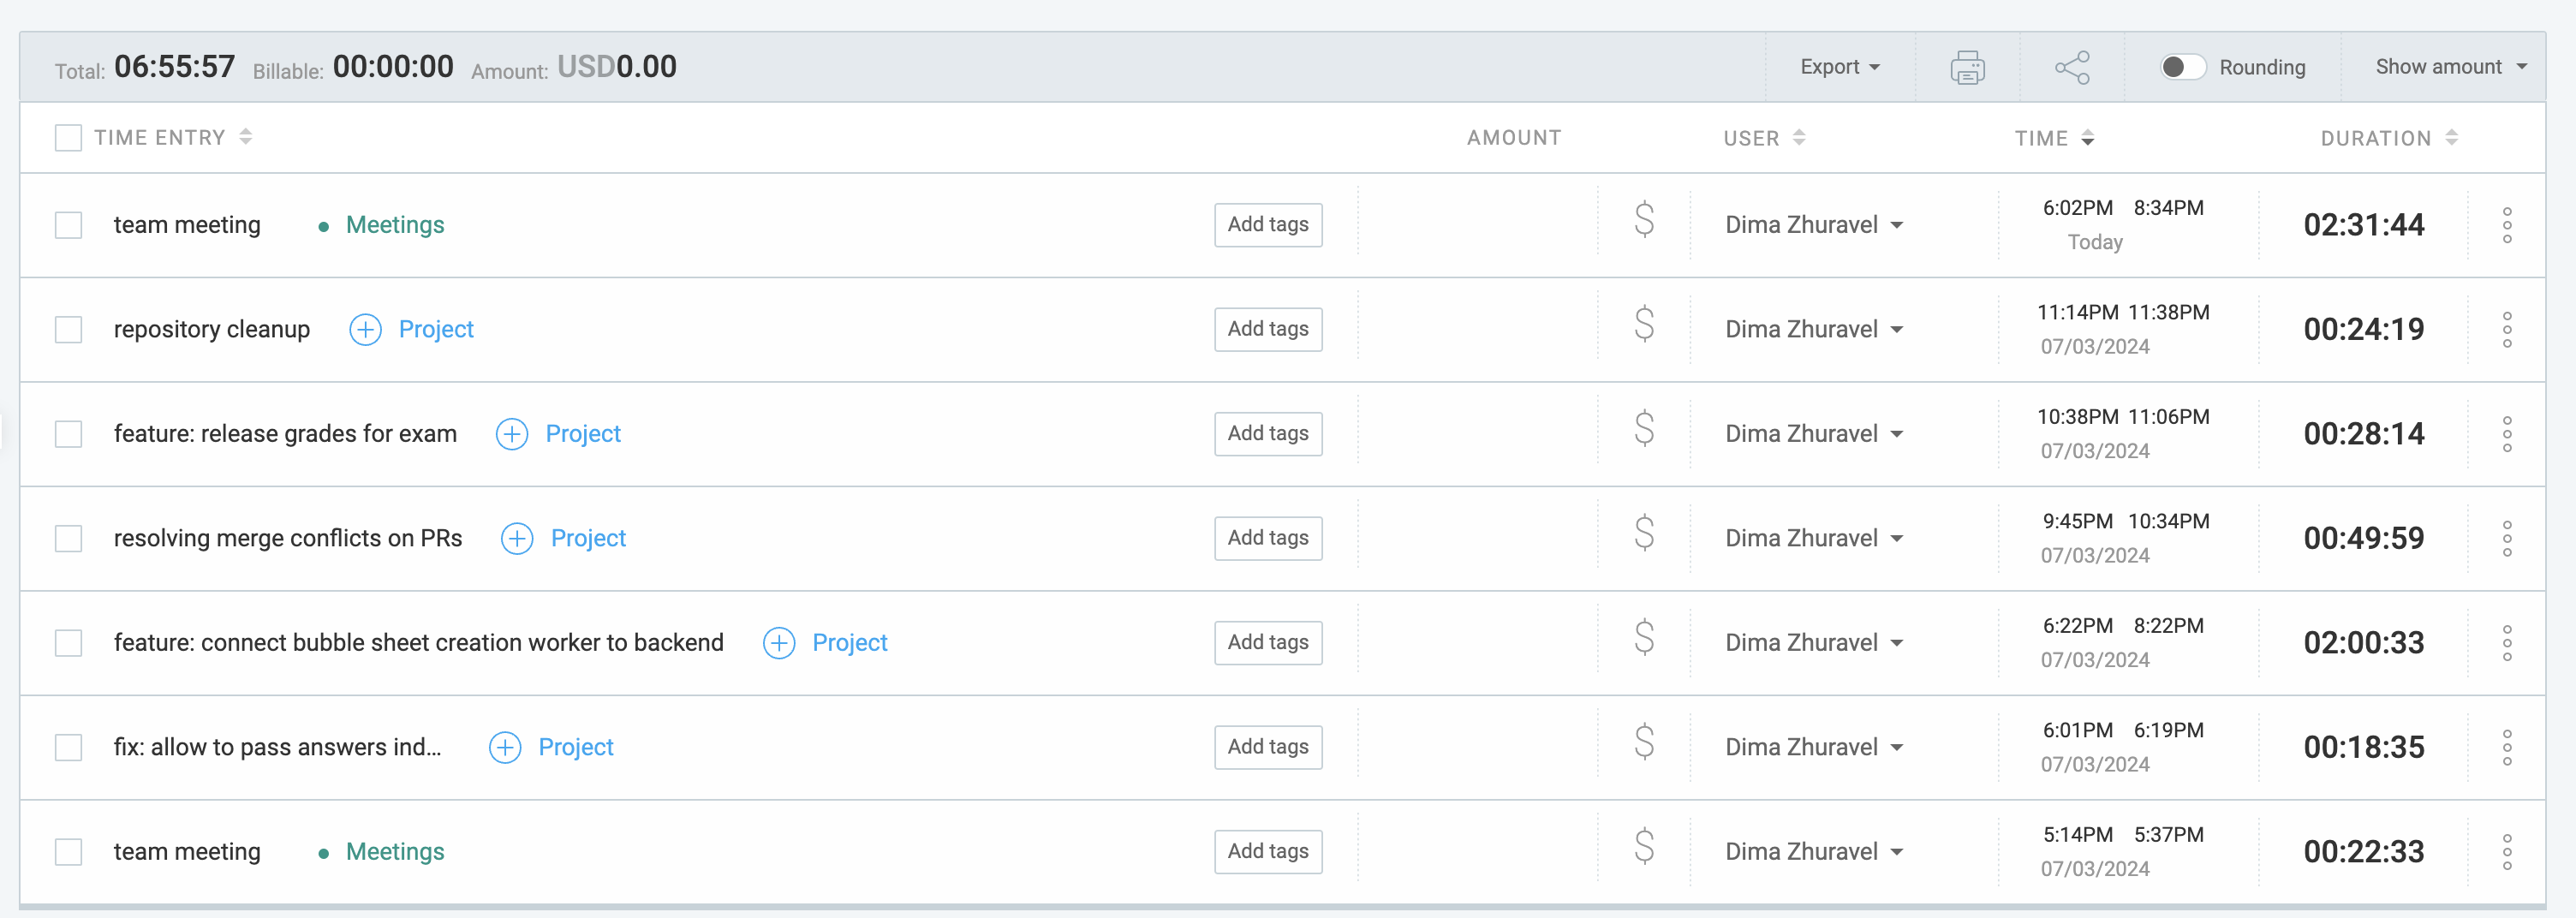 Total: 06:55:57 Billable: 00:00:00 Amount: USD0.00 Export Rounding Show amount
TIME ENTRY AMOUNT USER TIME DURATION
team meeting Meetings Add tags $ Dima Zhuravel 6:02PM 8:34PM 02:31:44
Today
repository cleanup Project Add tags $ Dima Zhuravel 11:14PM 11:38PM 00:24:19
07/03/2024
feature: release grades for exam Project Add tags $ Dima Zhuravel 10:38PM 11:06PM 00:28:14
07/03/2024
resolving merge conflicts on PRs Project Add tags $ Dima Zhuravel 9:45PM 10:34PM 00:49:59
07/03/2024
feature: connect bubble sheet creation worker to backend Project Add tags $ Dima Zhuravel 6:22PM 8:22PM 02:00:33
07/03/2024
fix: allow to pass answers ind... Project Add tags $ Dima Zhuravel 6:01PM 6:19PM 00:18:35
07/03/2024
team meeting Meetings Add tags $ Dima Zhuravel 5:14PM 5:37PM 00:22:33
07/03/2024